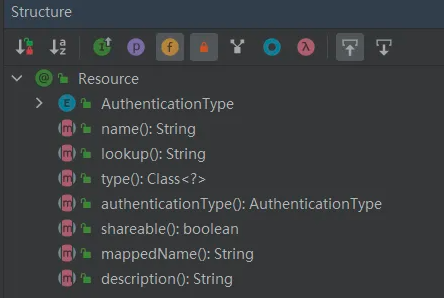 Structure
Resource
AuthenticationType
name(): String
lookup(): String
type(): Class<?>
authenticationType(): AuthenticationType
shareable(): boolean
mappedName(): String
description(): String